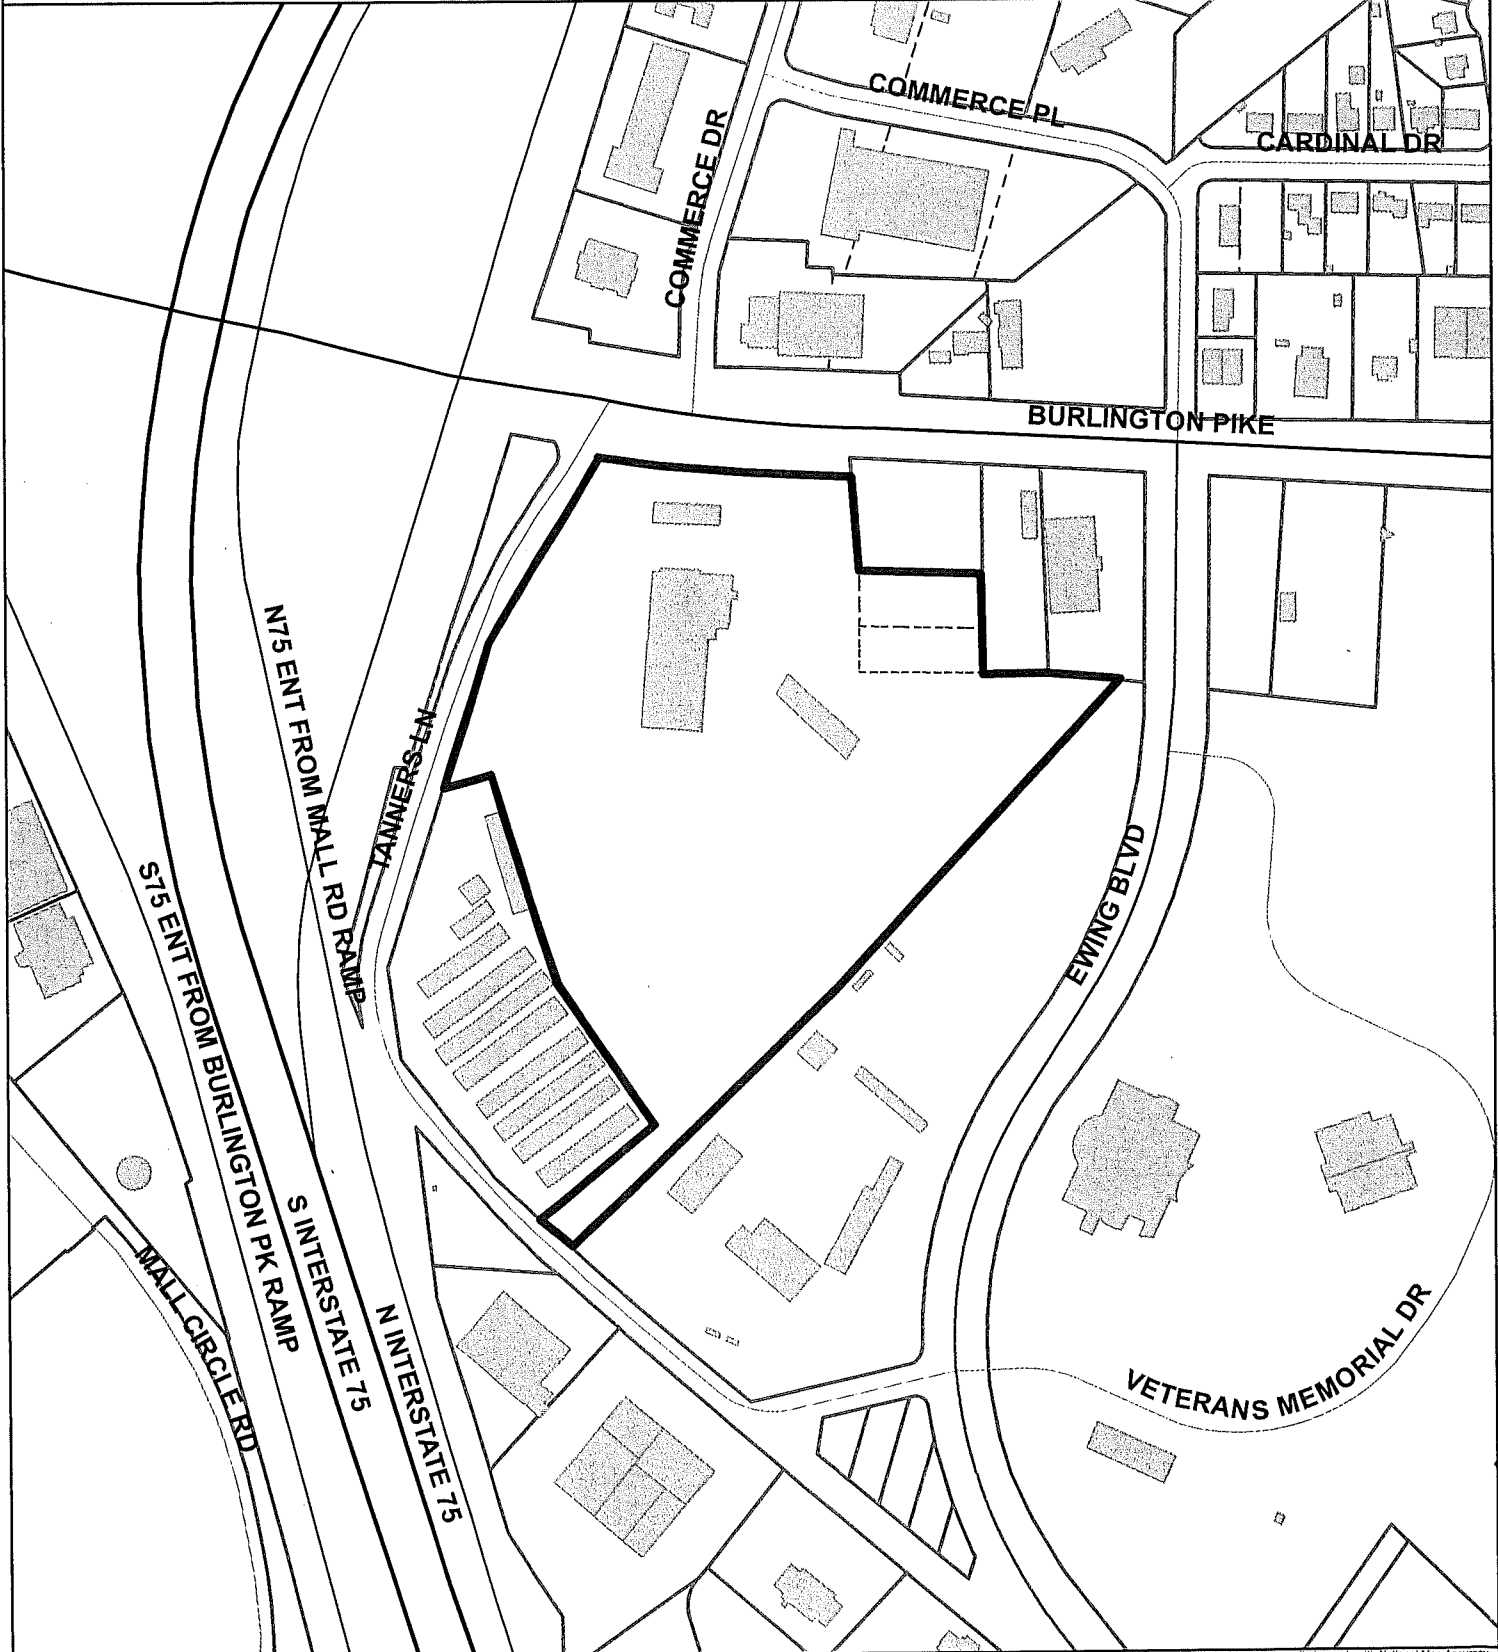 COMMERCE PL
CARDINAL DR
COMMERCE DR
BURLINGTON PIKE
N75 ENT FROM MALL RD RAMP
TANNERS LN
EWING BLVD
S75 ENT FROM BURLINGTON PK RAMP
S INTERSTATE 75
N INTERSTATE 75
MALL CIRCLE RD
VETERANS MEMORIAL DR